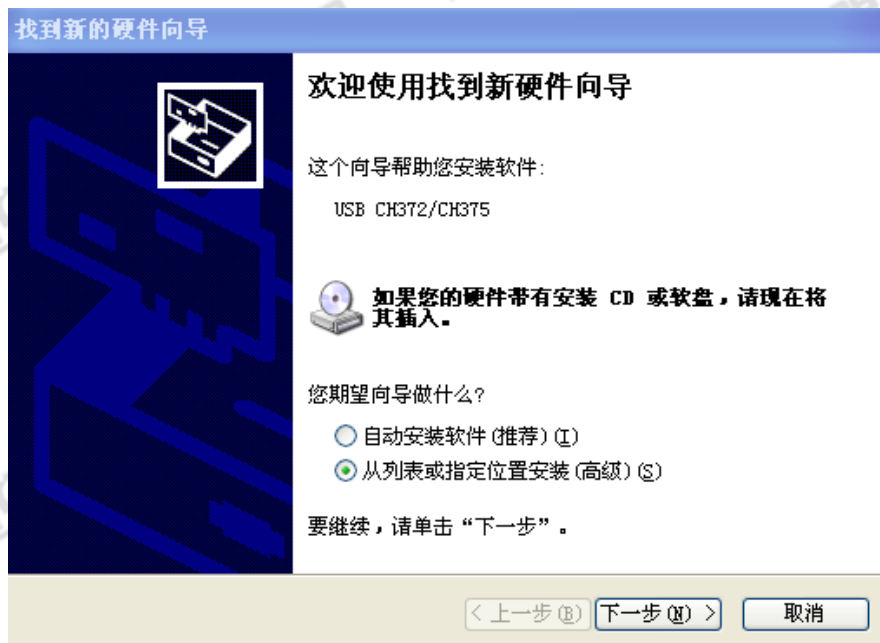 找到新的硬件向导
欢迎使用找到新硬件向导
这个向导帮助您安装软件:
USB CH372/CH375
如果您的硬件带有安装 CD 或软盘，请现在将
其插入。
您期望向导做什么?
自动安装软件(推荐)(I)
从列表或指定位置安装(高级)(S)
要继续，请单击“下一步”。
< 上一步(B)
下一步(N) >
取消